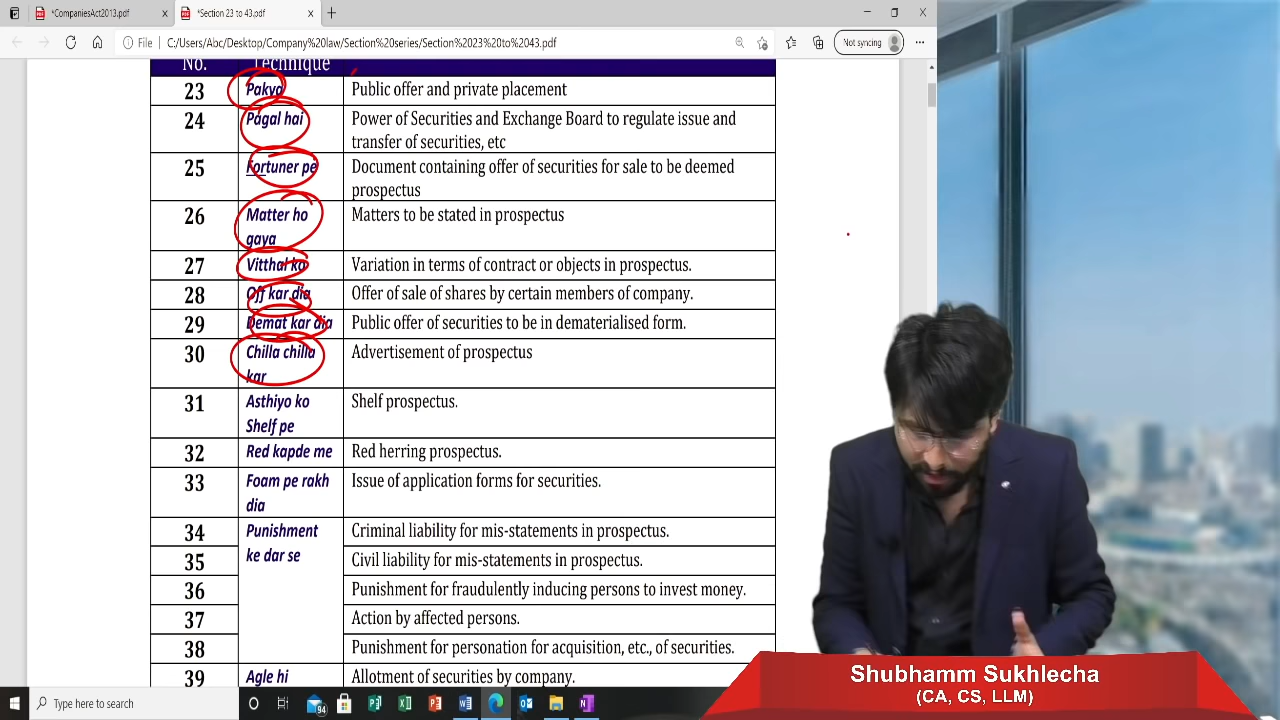 *CompaniesAct2013.pdf
*Section 23 to 43.pdf
File
C:/Users/Abc/Desktop/Company%20law/Section%20series/Section%2023%20to%2043.pdf
Not syncing
No. Technique
23 Pakya Public offer and private placement
24 Pagal hai Power of Securities and Exchange Board to regulate issue and
transfer of securities, etc
25 Fortuner pe Document containing offer of securities for sale to be deemed
prospectus
26 Matter ho Matters to be stated in prospectus
gaya
27 Vitthal ko Variation in terms of contract or objects in prospectus.
28 Off kar dia Offer of sale of shares by certain members of company.
29 Demat kar dia Public offer of securities to be in dematerialised form.
30 Chilla chilla Advertisement of prospectus
kar
31 Asthiyo ko Shelf prospectus.
Shelf pe
32 Red kapde me Red herring prospectus.
33 Foam pe rakh Issue of application forms for securities.
dia
34 Punishment Criminal liability for mis-statements in prospectus.
ke dar se
35 Civil liability for mis-statements in prospectus.
36 Punishment for fraudulently inducing persons to invest money.
37 Action by affected persons.
38 Punishment for personation for acquisition, etc., of securities.
39 Agle hi Allotment of securities by company.
Shubhamm Sukhlecha
(CA, CS, LLM)
Type here to search
94